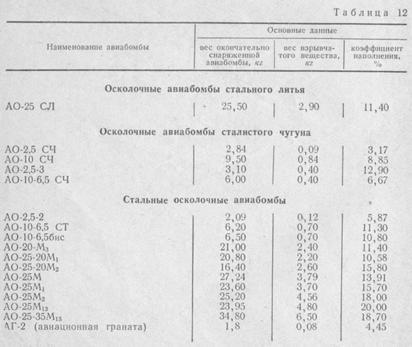 Таблица 12
Основные данные
Наименование авиабомбы
вес окончательно снаряженной авиабомбы, кг
вес взрывча-того вещества, кг
коэффициент наполнения, %
Осколочные авиабомбы стального литья
АО-25 СЛ 25,50 2,90 11,40
Осколочные авиабомбы сталистого чугуна
АО-2,5 СЧ 2,84 0,09 3,17
АО-10 СЧ 9,50 0,84 8,85
АО-2,5-3 3,10 0,40 12,90
АО-10-6,5 СЧ 6,00 0,40 6,67
Стальные осколочные авиабомбы
АО-2,5-2 2,09 0,12 5,87
АО-10-6,5 СТ 6,20 0,70 11,30
АО-10-6,5бис 6,50 0,70 10,80
АО-20-М₃ 21,00 2,40 11,40
АО-25-20М₁ 20,80 2,20 10,58
АО-25-20М₂ 16,40 2,60 15,80
АО-25М 27,24 3,79 13,91
АО-25М₁ 23,60 3,70 15,70
АО-25М₂ 25,20 4,56 18,00
АО-25М₁₃ 23,95 4,80 20,00
АО-25-35М₁₃ 34,80 6,50 18,70
АГ-2 (авиационная граната) 1,8 0,08 4,45